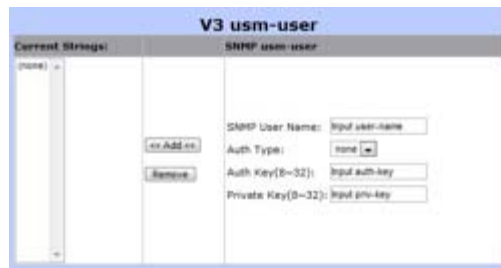 V3 usm-user
Current Strings: SNMP usm-user
(none)
SNMP User Name: Input user-name
<< Add << Auth Type: none
Remove Auth Key(8~32): Input auth-key
Private Key(8~32): Input priv-key